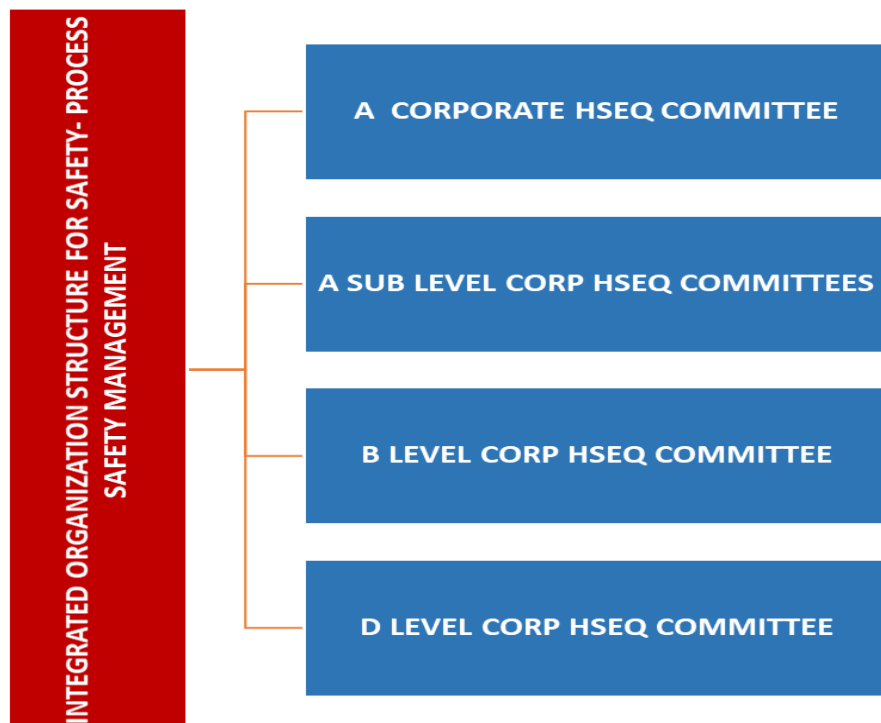 INTEGRATED ORGANIZATION STRUCTURE FOR SAFETY- PROCESS
SAFETY MANAGEMENT
A CORPORATE HSEQ COMMITTEE
A SUB LEVEL CORP HSEQ COMMITTEES
B LEVEL CORP HSEQ COMMITTEE
D LEVEL CORP HSEQ COMMITTEE